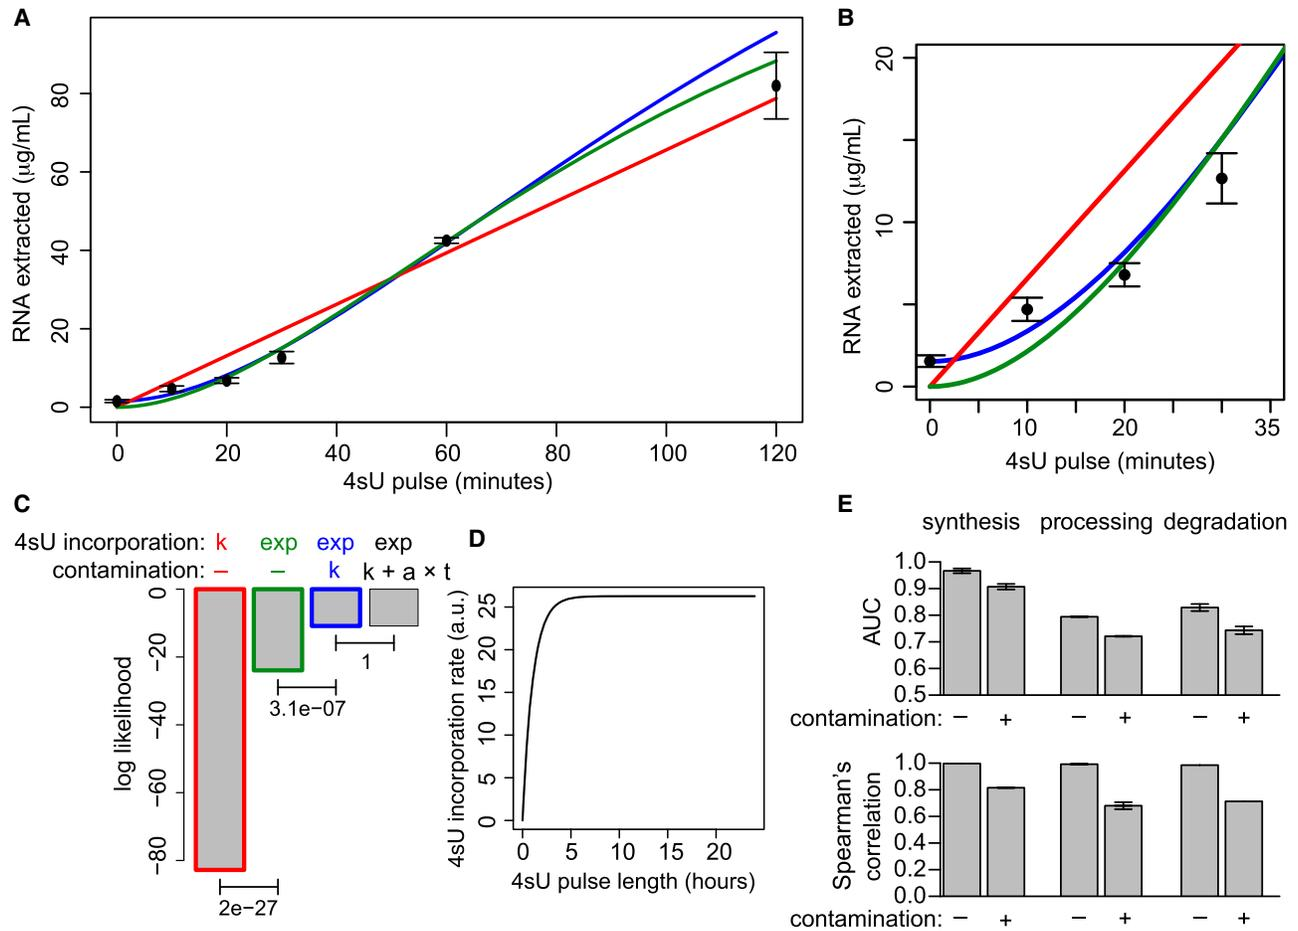 A
RNA extracted (µg/mL)
0
20
40
60
80
0
20
40
60
80
100
120
4sU pulse (minutes)
B
RNA extracted (µg/mL)
0
10
20
0
10
20
35
4sU pulse (minutes)
C
4sU incorporation: k exp exp exp
contamination: − − k k + a × t
log likelihood
0
−20
−40
−60
−80
1
3.1e−07
2e−27
D
4sU incorporation rate (a.u.)
0
5
10
15
20
25
0
5
10
15
20
4sU pulse length (hours)
E
synthesis processing degradation
AUC
1.0
0.9
0.8
0.7
0.6
0.5
contamination: − + − + − +
Spearman's
correlation
1.0
0.8
0.6
0.4
0.2
0.0
contamination: − + − + − +